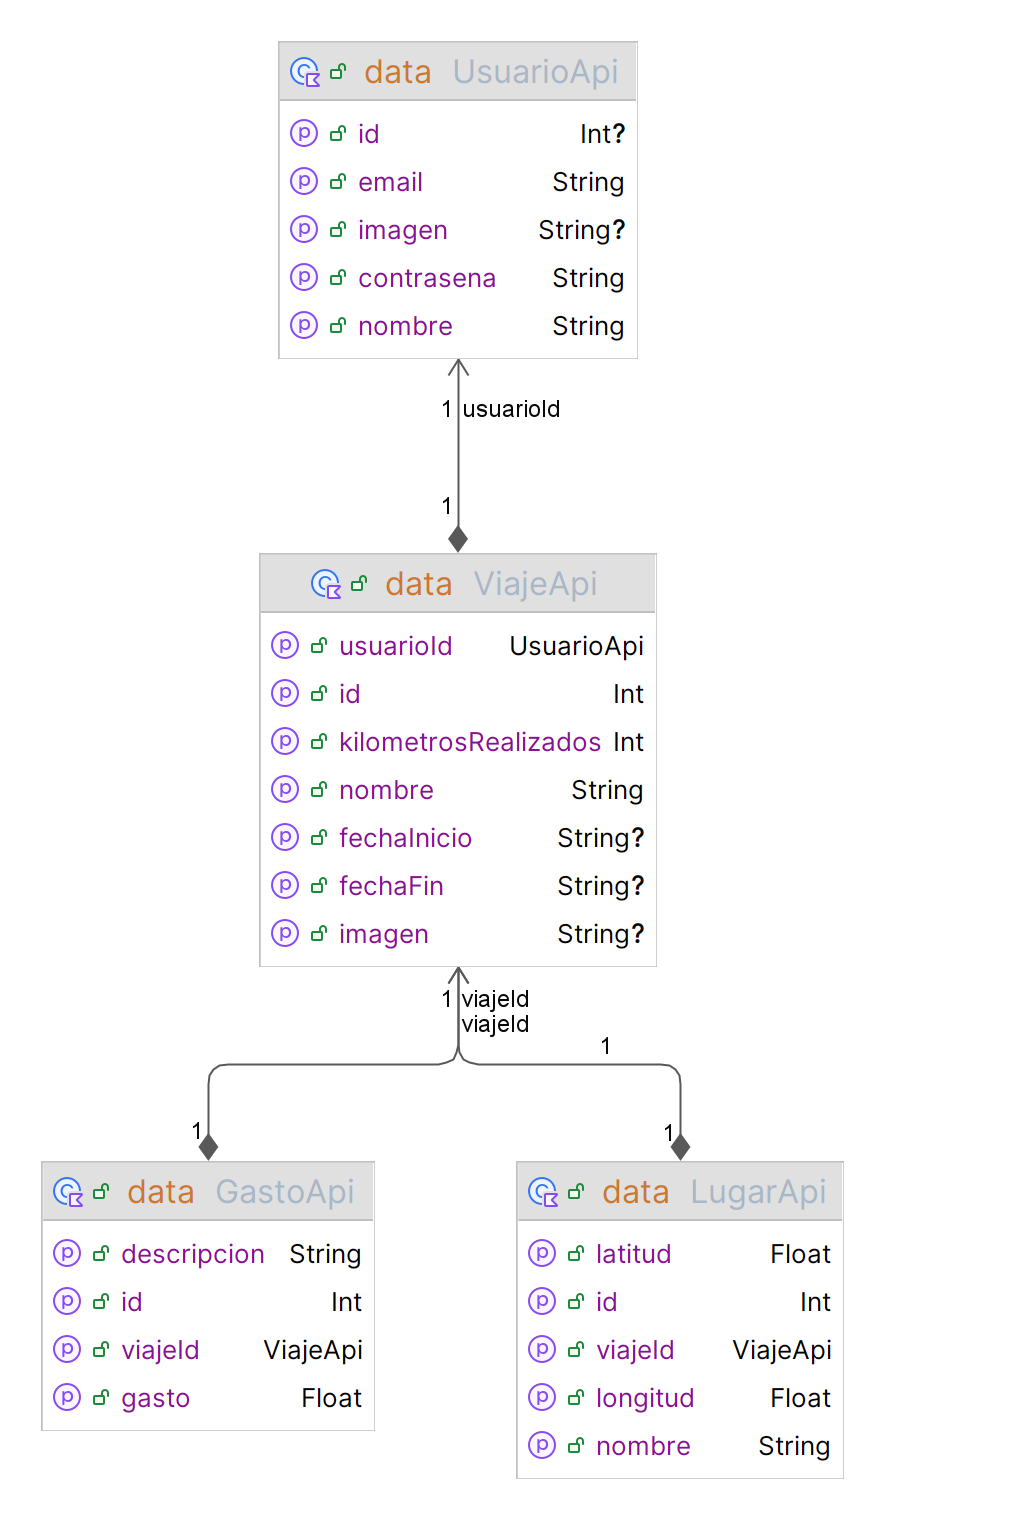 data UsuarioApi
id Int?
email String
imagen String?
contrasena String
nombre String
1 usuarioId
1
data ViajeApi
usuarioId UsuarioApi
id Int
kilometrosRealizados Int
nombre String
fechaInicio String?
fechaFin String?
imagen String?
1 viajeId
viajeId
1
1
1
data GastoApi
descripcion String
id Int
viajeId ViajeApi
gasto Float
data LugarApi
latitud Float
id Int
viajeId ViajeApi
longitud Float
nombre String